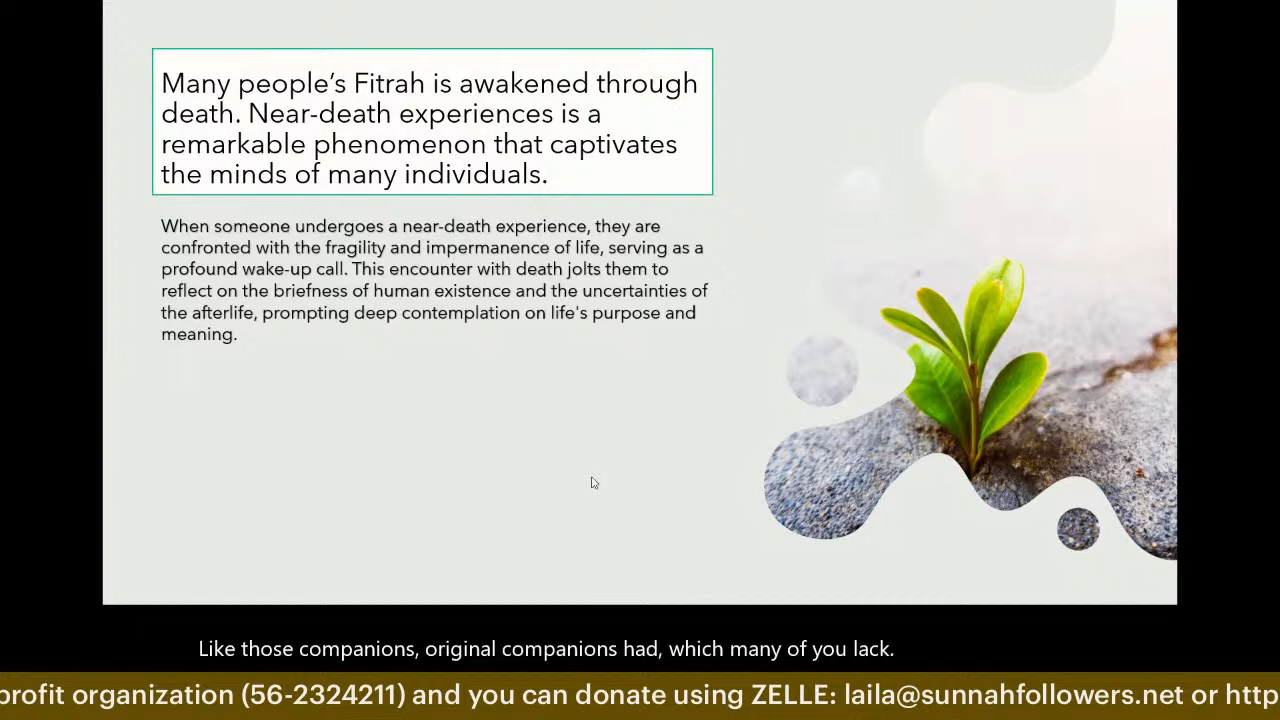 Many people’s Fitrah is awakened through
death. Near-death experiences is a
remarkable phenomenon that captivates
the minds of many individuals.
When someone undergoes a near-death experience, they are
confronted with the fragility and impermanence of life, serving as a
profound wake-up call. This encounter with death jolts them to
reflect on the briefness of human existence and the uncertainties of
the afterlife, prompting deep contemplation on life's purpose and
meaning.
Like those companions, original companions had, which many of you lack.
profit organization (56-2324211) and you can donate using ZELLE: laila@sunnahfollowers.net or http